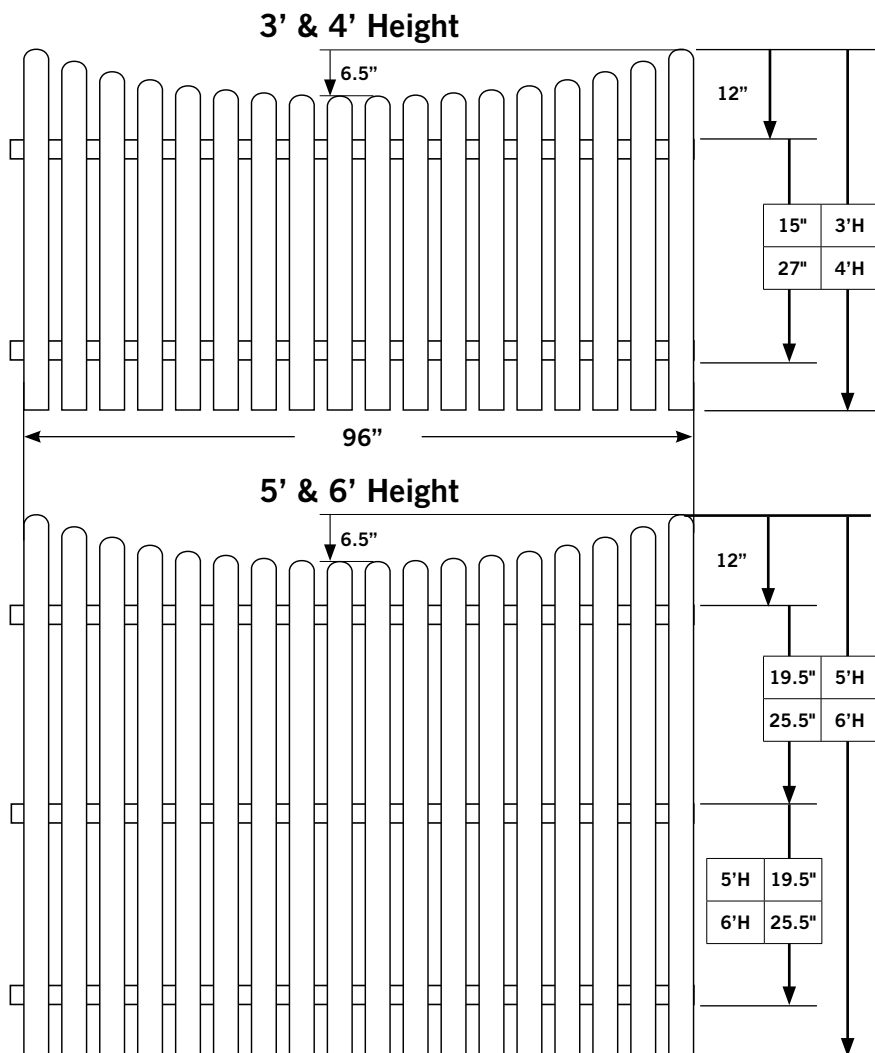 3’ & 4’ Height
6.5”
12”
15" 3’H
27" 4’H
96”
5’ & 6’ Height
6.5”
12”
19.5" 5’H
25.5" 6’H
5’H 19.5"
6’H 25.5"